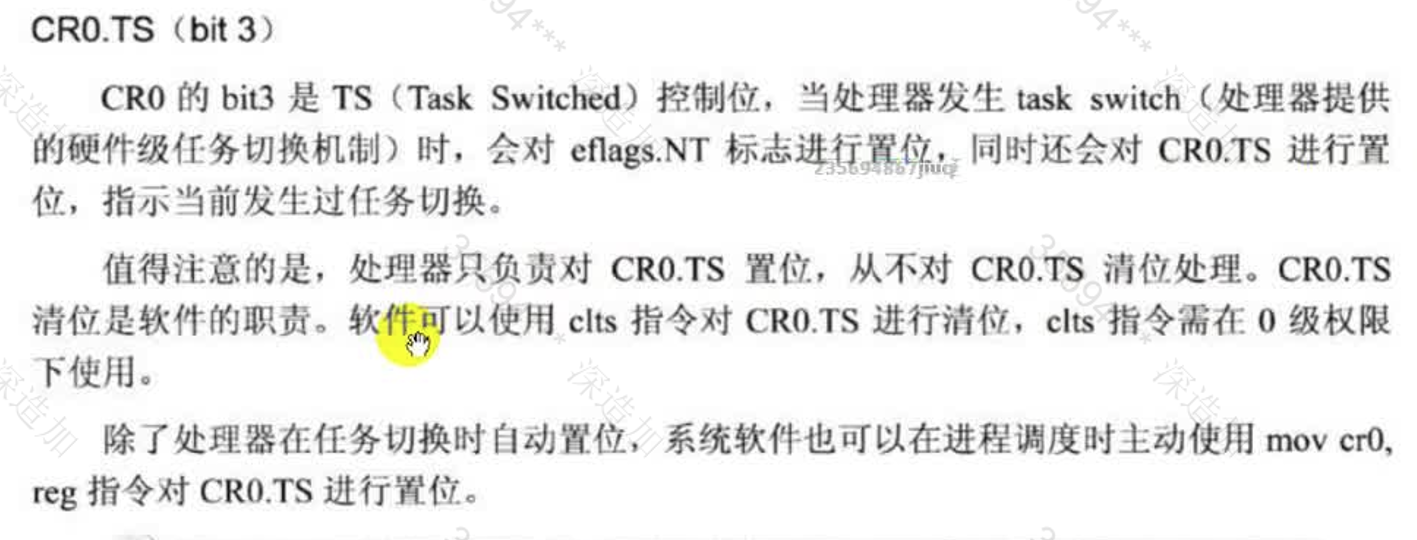 CR0.TS（bit 3）
CR0 的 bit3 是 TS（Task Switched）控制位，当处理器发生 task switch（处理器提供
的硬件级任务切换机制）时，会对 eflags.NT 标志进行置位，同时还会对 CR0.TS 进行置
位，指示当前发生过任务切换。
值得注意的是，处理器只负责对 CR0.TS 置位，从不对 CR0.TS 清位处理。CR0.TS
清位是软件的职责。软件可以使用 clts 指令对 CR0.TS 进行清位，clts 指令需在 0 级权限
下使用。
除了处理器在任务切换时自动置位，系统软件也可以在进程调度时主动使用 mov cr0,
reg 指令对 CR0.TS 进行置位。
深造加
深造加